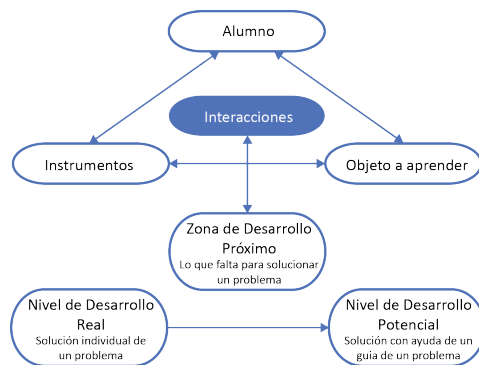 Alumno
Interacciones
Instrumentos
Objeto a aprender
Zona de Desarrollo
Próximo
Lo que falta para solucionar
un problema
Nivel de Desarrollo
Real
Solución individual de
un problema
Nivel de Desarrollo
Potencial
Solución con ayuda de un
guia de un problema